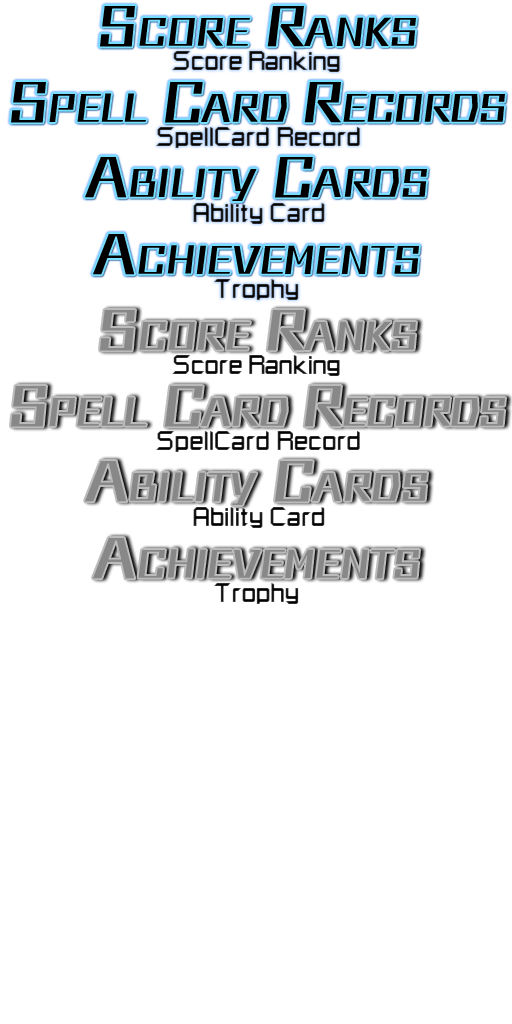 Score Ranks
Score Ranking
Spell Card Records
SpellCard Record
Ability Cards
Ability Card
Achievements
Trophy
Score Ranks
Score Ranking
Spell Card Records
SpellCard Record
Ability Cards
Ability Card
Achievements
Trophy